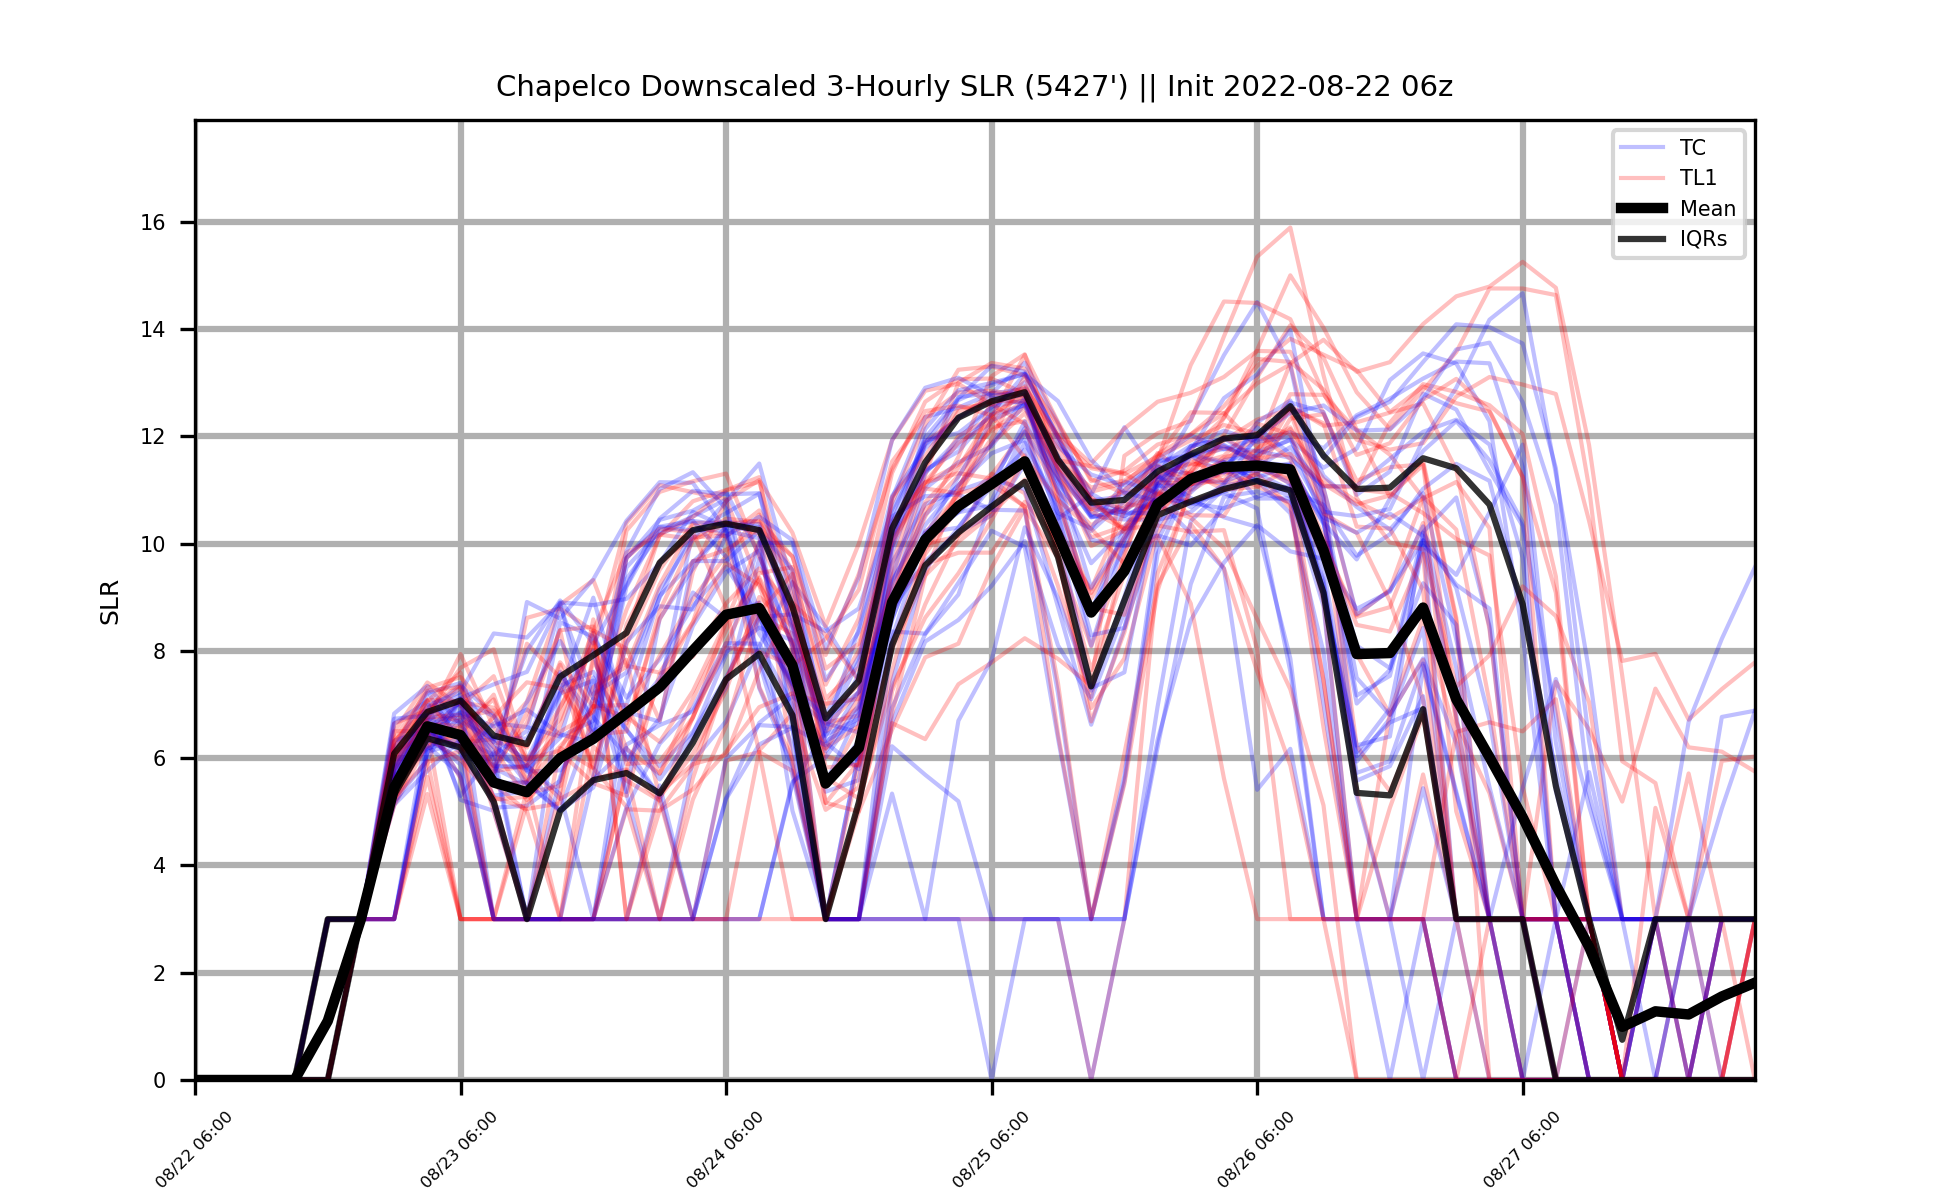 Chapelco Downscaled 3-Hourly SLR (5427') || Init 2022-08-22 06z
TC
TL1
Mean
IQRs
16
14
12
10
8
6
4
2
0
SLR
08/22 06:00
08/23 06:00
08/24 06:00
08/25 06:00
08/26 06:00
08/27 06:00